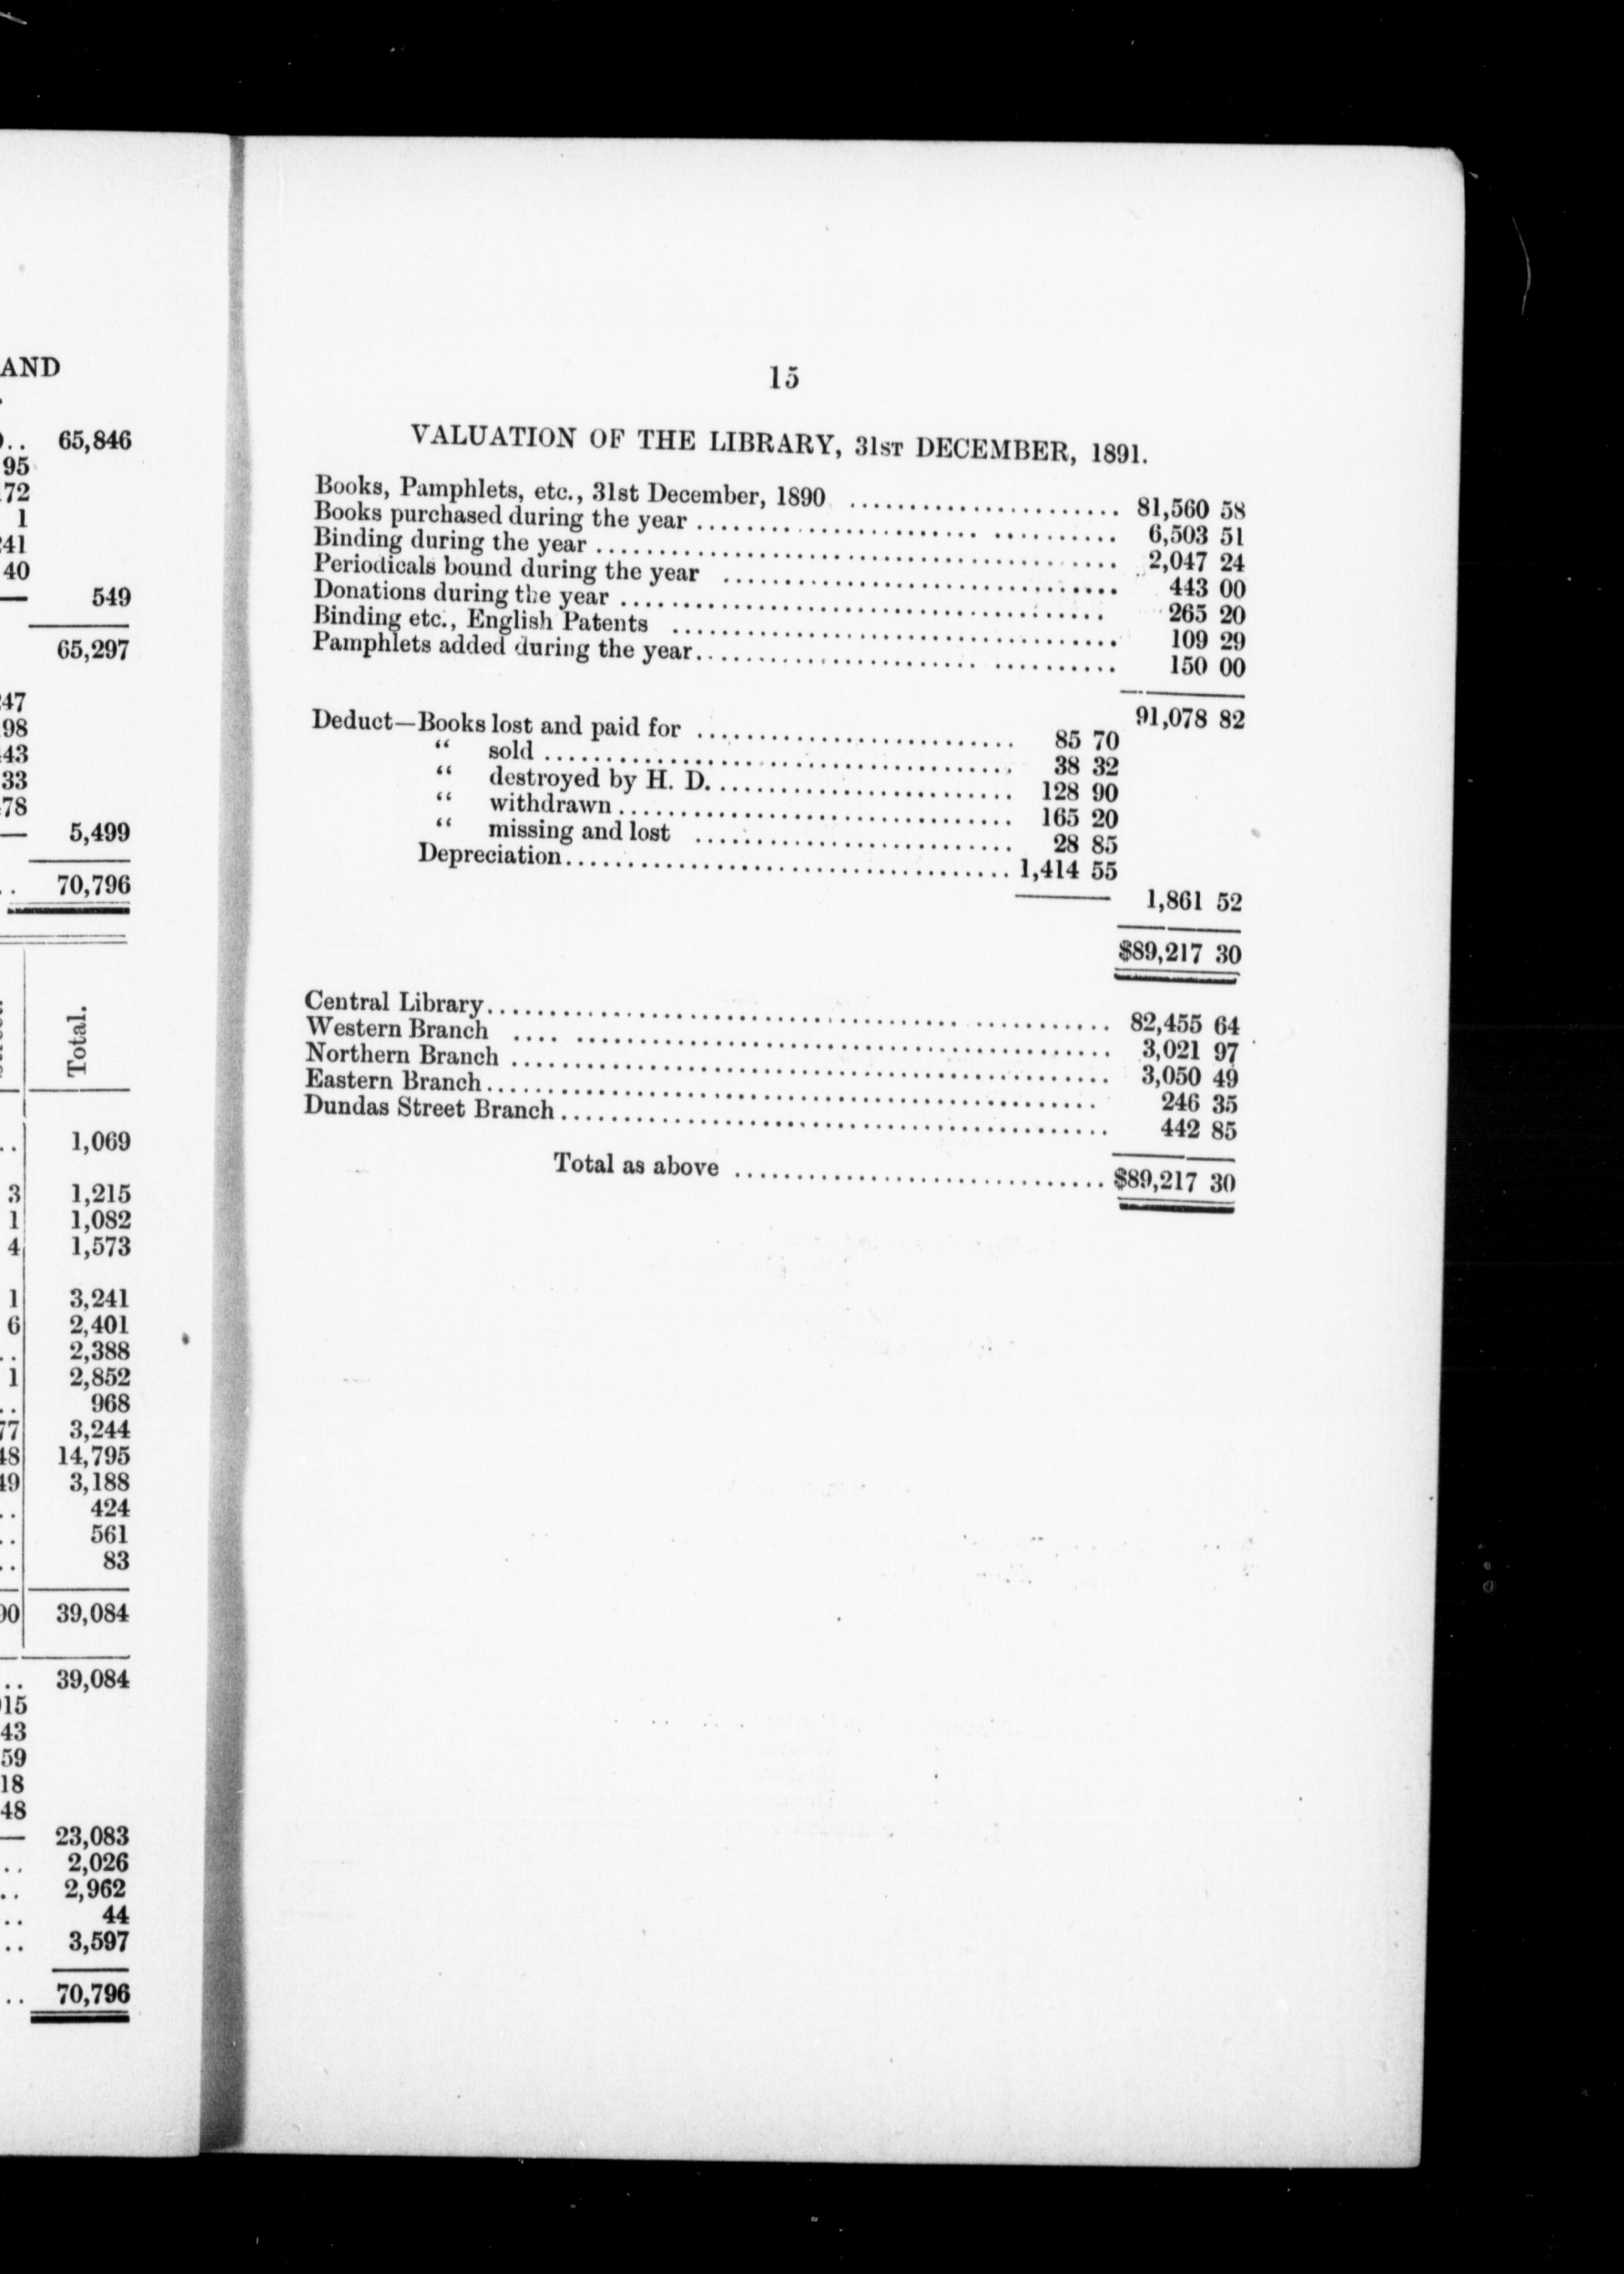 AND
.. 65,846
95
72
1
41
40
— 549
65,297
47
98
43
33
78
— 5,499
.. 70,796
Total.
.. 1,069
3 1,215
1 1,082
4 1,573
1 3,241
6 2,401
.. 2,388
1 2,852
.. 968
77 3,244
48 14,795
49 3,188
.. 424
.. 561
.. 83
00 39,084
.. 39,084
15
43
59
18
48
— 23,083
.. 2,026
.. 2,962
.. 44
.. 3,597
.. 70,796
15
VALUATION OF THE LIBRARY, 31ST DECEMBER, 1891.
Books, Pamphlets, etc., 31st December, 1890 ...................... 81,560 58
Books purchased during the year .................................. 6,503 51
Binding during the year .......................................... 2,047 24
Periodicals bound during the year ................................ 443 00
Donations during the year ....................................... 265 20
Binding etc., English Patents .................................... 109 29
Pamphlets added during the year.................................. 150 00
91,078 82
Deduct—Books lost and paid for .......................... 85 70
“ sold ...................................... 38 32
“ destroyed by H. D. ........................ 128 90
“ withdrawn ................................ 165 20
“ missing and lost .......................... 28 85
Depreciation.................................... 1,414 55
1,861 52
$89,217 30
Central Library.................................................. 82,455 64
Western Branch .................................................. 3,021 97
Northern Branch ................................................. 3,050 49
Eastern Branch.................................................. 246 35
Dundas Street Branch............................................. 442 85
Total as above .............................. $89,217 30